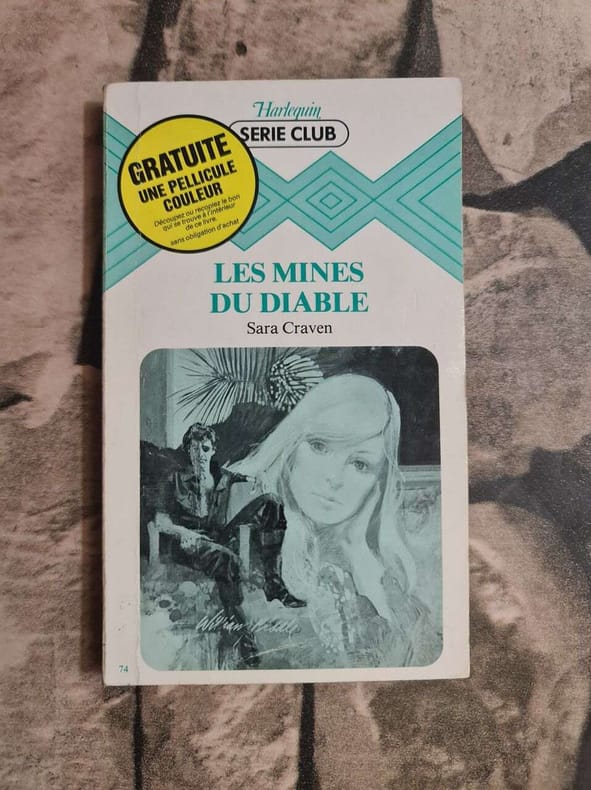 Harlequin
SERIE CLUB
GRATUITE
UNE PELLICULE
COULEUR
Découpez ou recopiez le bon
qui se trouve à l'intérieur
de ce livre.
sans obligation d'achat
LES MINES
DU DIABLE
Sara Craven
74